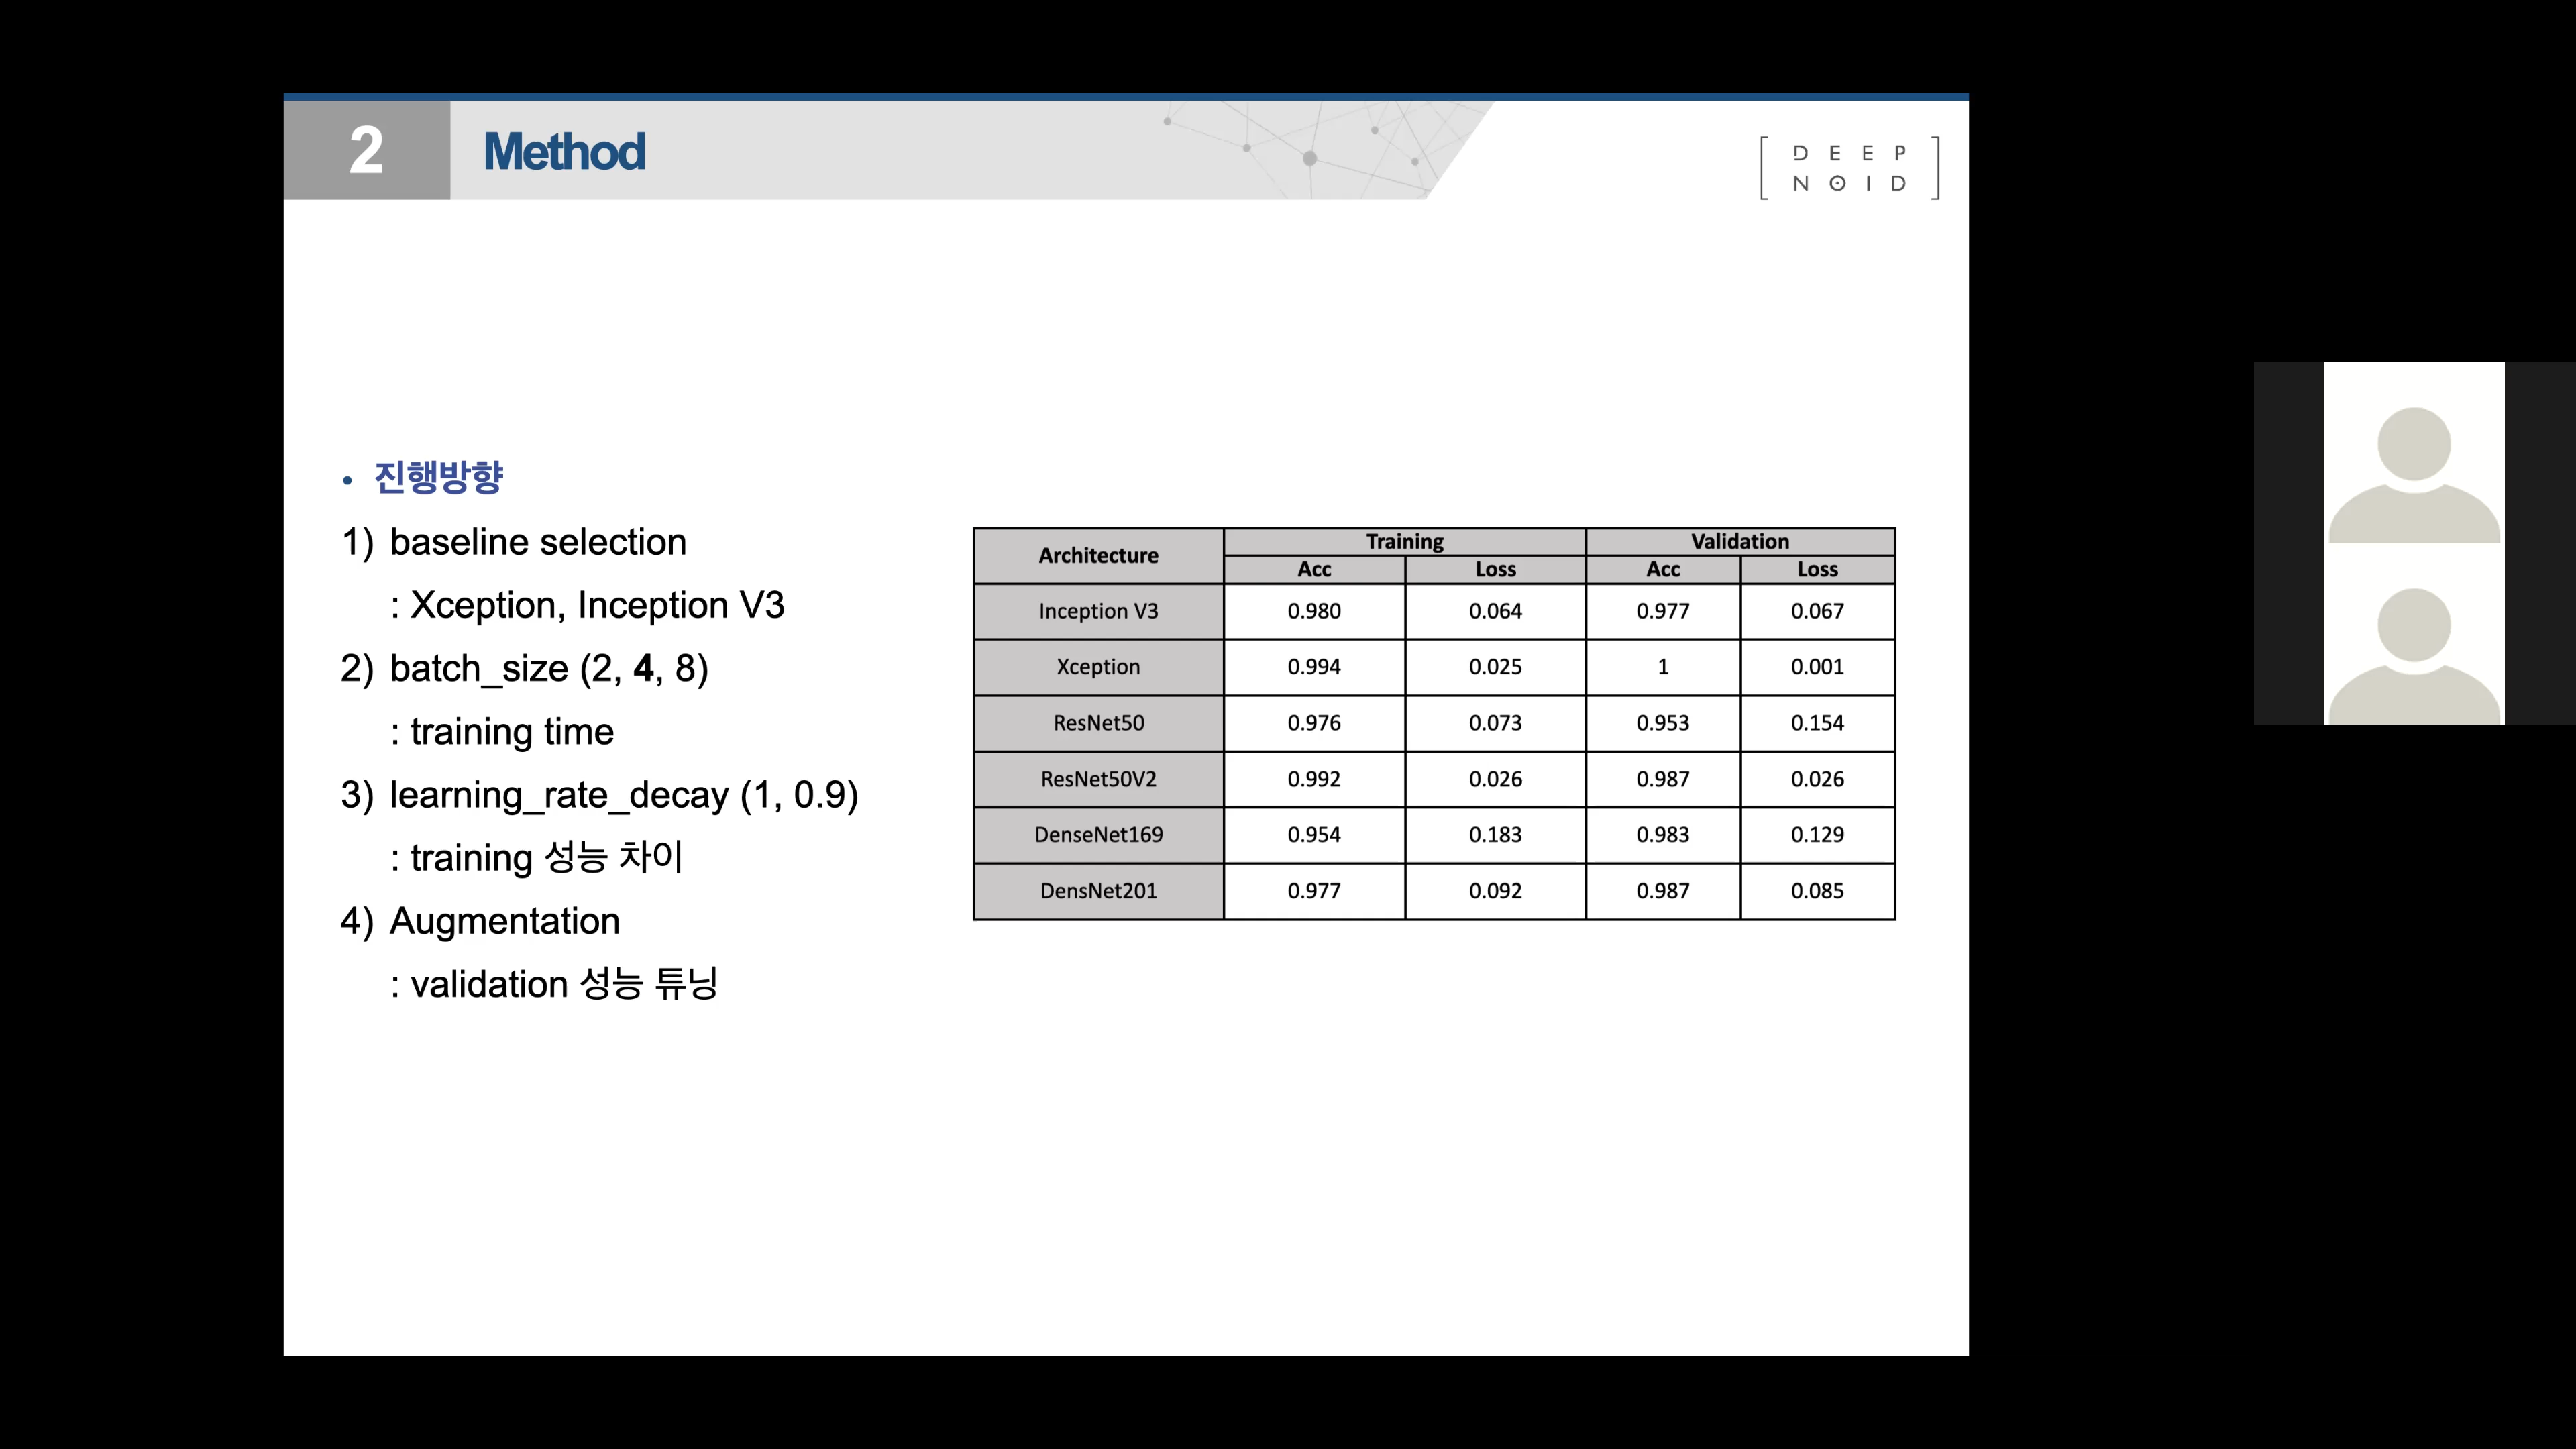 2
Method
D E E P
N O I D
• 진행방향
1) baseline selection
: Xception, Inception V3
2) batch_size (2, 4, 8)
: training time
3) learning_rate_decay (1, 0.9)
: training 성능 차이
4) Augmentation
: validation 성능 튜닝
Architecture Training Validation
Acc Loss Acc Loss
Inception V3 0.980 0.064 0.977 0.067
Xception 0.994 0.025 1 0.001
ResNet50 0.976 0.073 0.953 0.154
ResNet50V2 0.992 0.026 0.987 0.026
DenseNet169 0.954 0.183 0.983 0.129
DensNet201 0.977 0.092 0.987 0.085